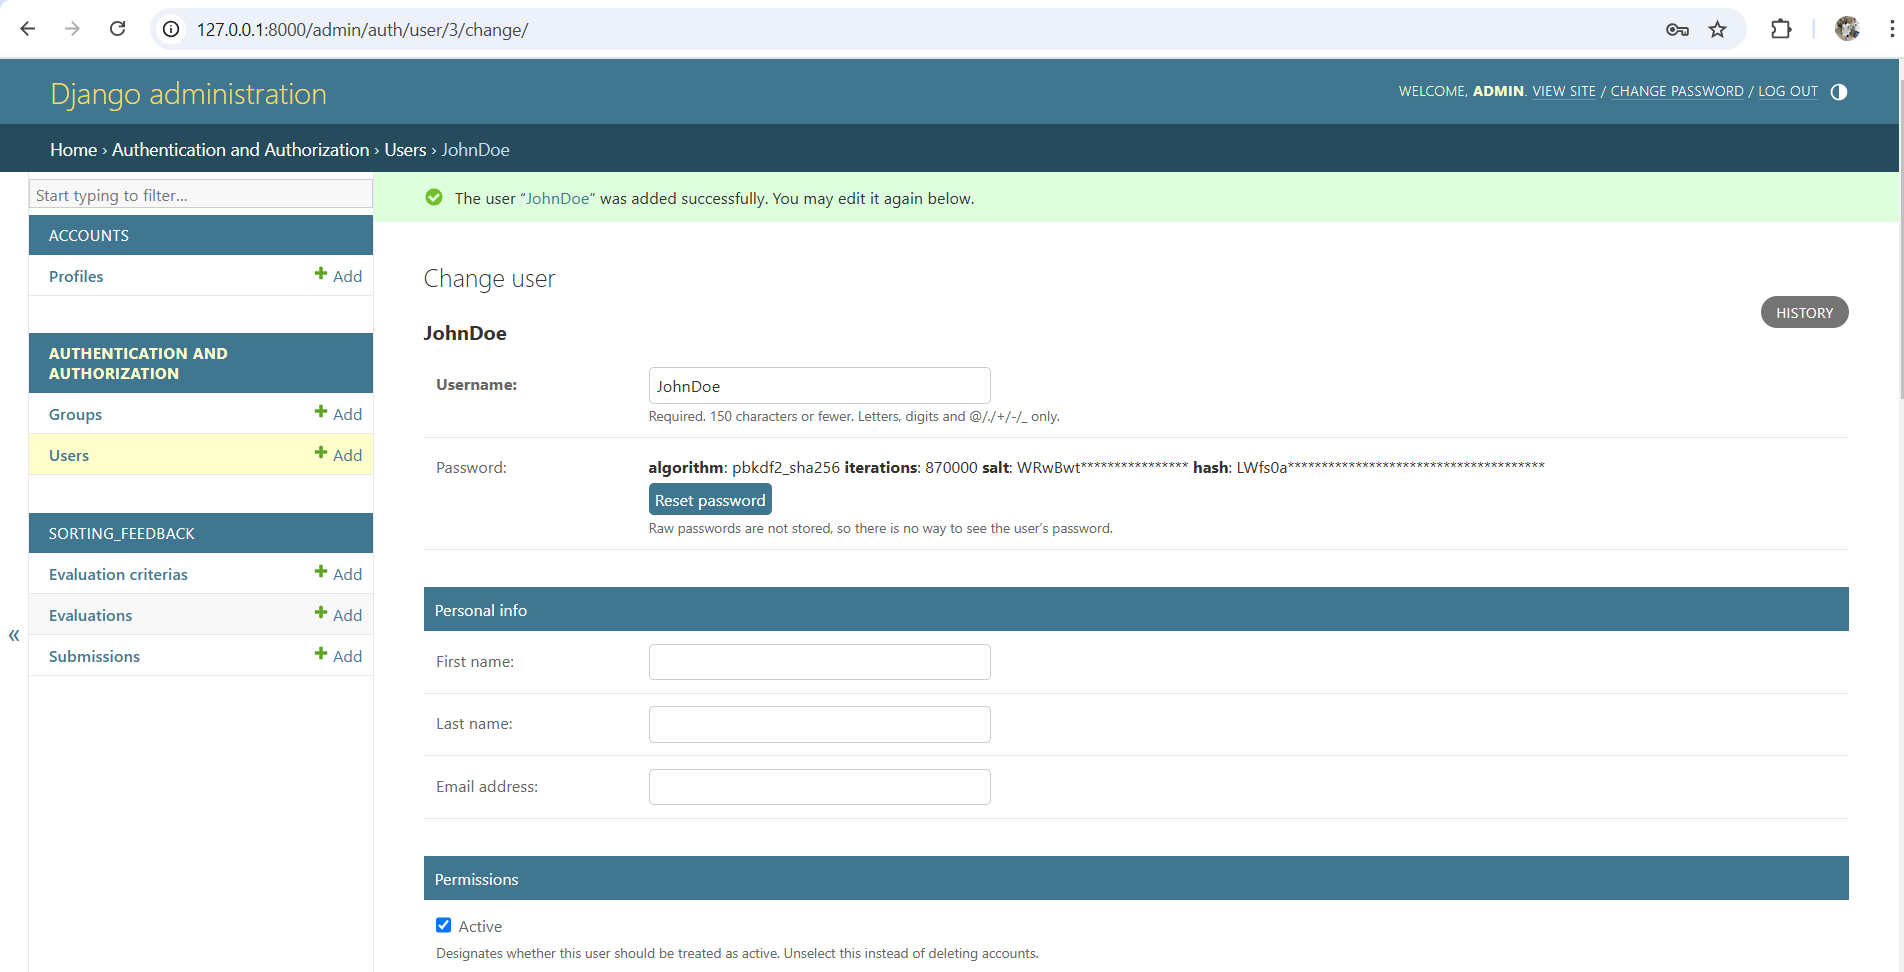 127.0.0.1:8000/admin/auth/user/3/change/
Django administration
WELCOME, ADMIN. VIEW SITE / CHANGE PASSWORD / LOG OUT
Home › Authentication and Authorization › Users › JohnDoe
Start typing to filter...
ACCOUNTS
Profiles
Add
AUTHENTICATION AND
AUTHORIZATION
Groups
Add
Users
Add
SORTING_FEEDBACK
Evaluation criterias
Add
Evaluations
Add
Submissions
Add
«
The user “JohnDoe” was added successfully. You may edit it again below.
Change user
HISTORY
JohnDoe
Username:
JohnDoe
Required. 150 characters or fewer. Letters, digits and @/./+/-/_ only.
Password:
algorithm: pbkdf2_sha256 iterations: 870000 salt: WRwBwt**************** hash: LWfs0a**************************************
Reset password
Raw passwords are not stored, so there is no way to see the user’s password.
Personal info
First name:
Last name:
Email address:
Permissions
Active
Designates whether this user should be treated as active. Unselect this instead of deleting accounts.